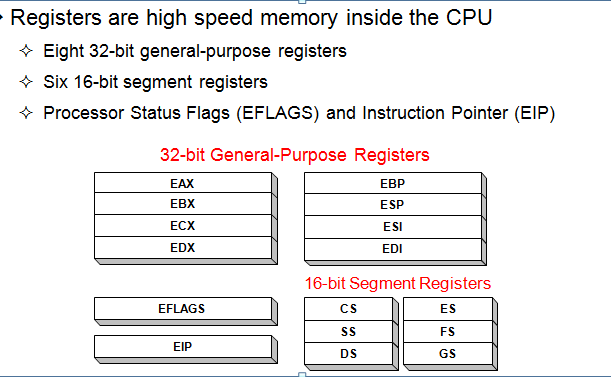 Registers are high speed memory inside the CPU
Eight 32-bit general-purpose registers
Six 16-bit segment registers
Processor Status Flags (EFLAGS) and Instruction Pointer (EIP)
32-bit General-Purpose Registers
EAX
EBX
ECX
EDX
EBP
ESP
ESI
EDI
16-bit Segment Registers
EFLAGS
EIP
CS
SS
DS
ES
FS
GS